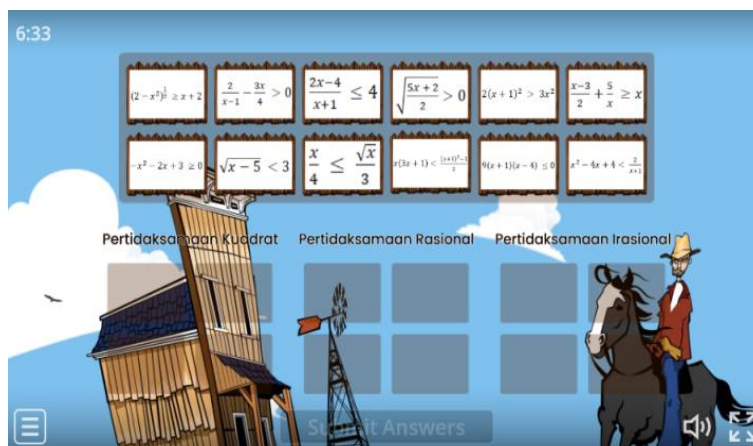 6:33
(2 − x²)^½ ≥ x + 2
2/(x−1) − 3x/4 > 0
(2x−4)/(x+1) ≤ 4
√((5x + 2)/2) > 0
2(x + 1)² > 3x²
(x−3)/2 + 5/x ≥ x
−x² − 2x + 3 ≥ 0
√(x − 5) < 3
x/4 ≤ √x/3
x(3x + 1) < ((x+1)²−1)/2
9(x + 1)(x − 4) ≤ 0
x² − 4x + 4 < 2/(x+1)
Pertidaksamaan Kuadrat
Pertidaksamaan Rasional
Pertidaksamaan Irasional
Submit Answers